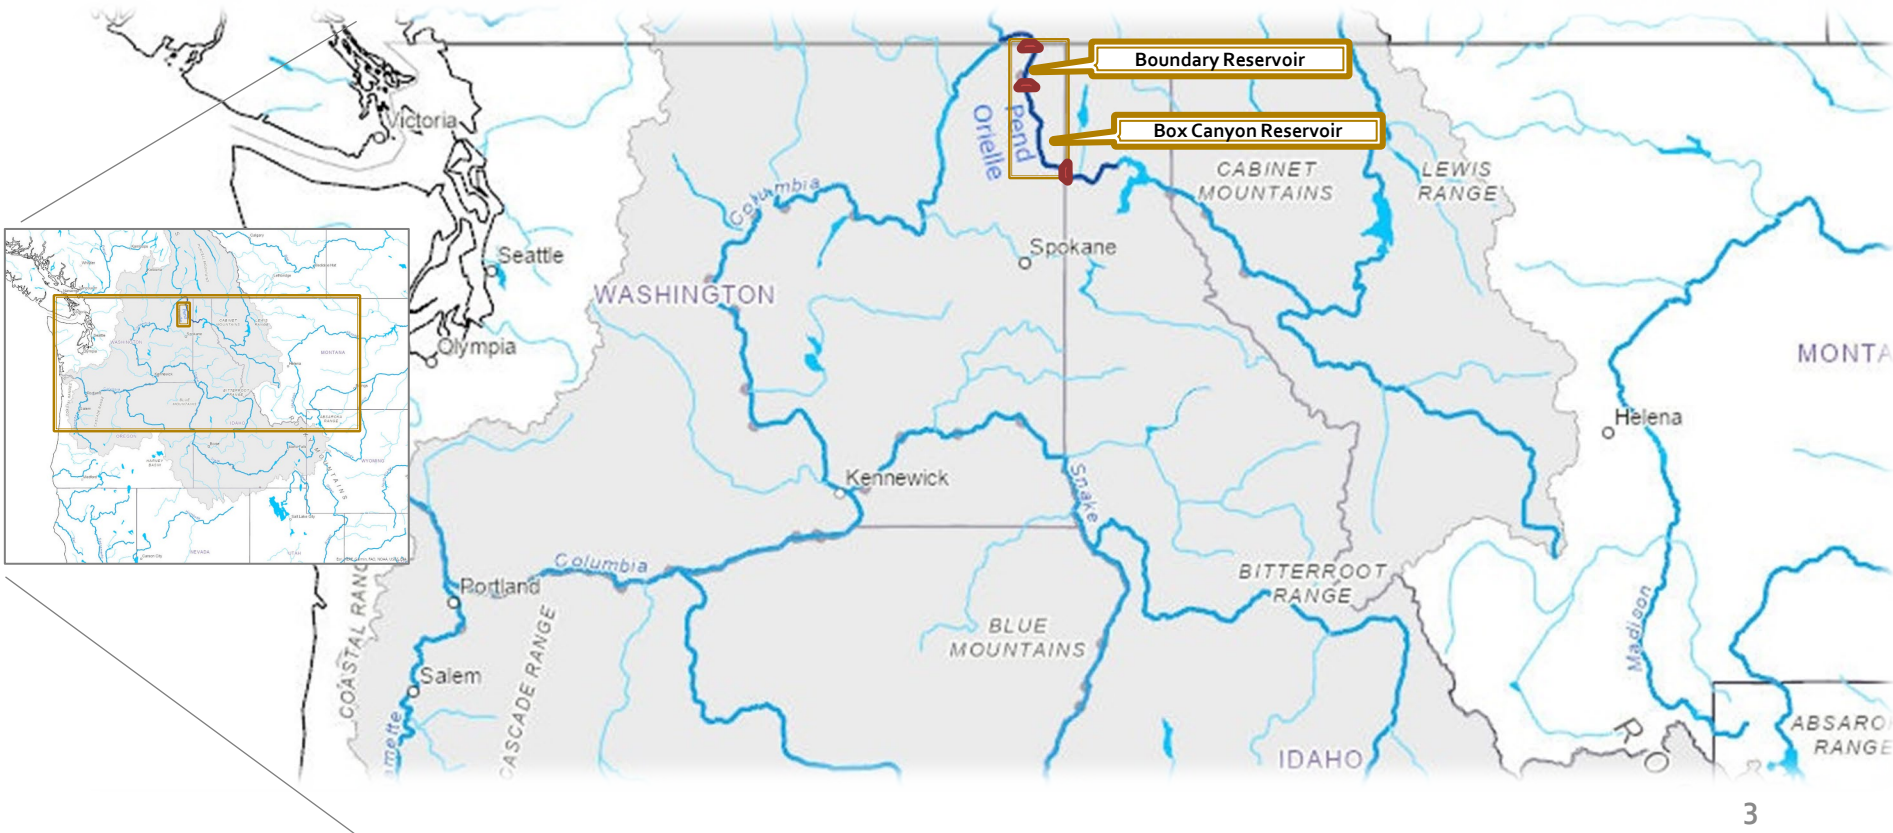 Boundary Reservoir
Box Canyon Reservoir
Pend
Orielle
Victoria
CABINET
MOUNTAINS
LEWIS
RANGE
Columbia
Seattle
Spokane
WASHINGTON
Olympia
MONTA
Helena
Kennewick
Snake
Columbia
Portland
BITTERROOT
RANGE
COASTAL RANG
CASCADE RANGE
BLUE
MOUNTAINS
Madison
Salem
amette
IDAHO
R
O
ABSARO
RANGE
3